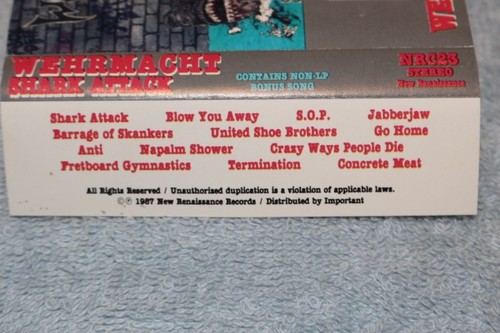 WEHRMACHT
SHARK ATTACK
CONTAINS NON-LP
BONUS SONG
NRC23
STEREO
New Renaissance
Shark Attack Blow You Away S.O.P. Jabberjaw
Barrage of Skankers United Shoe Brothers Go Home
Anti Napalm Shower Crazy Ways People Die
Fretboard Gymnastics Termination Concrete Meat
All Rights Reserved / Unauthorized duplication is a violation of applicable laws.
©℗ 1987 New Renaissance Records / Distributed by Important